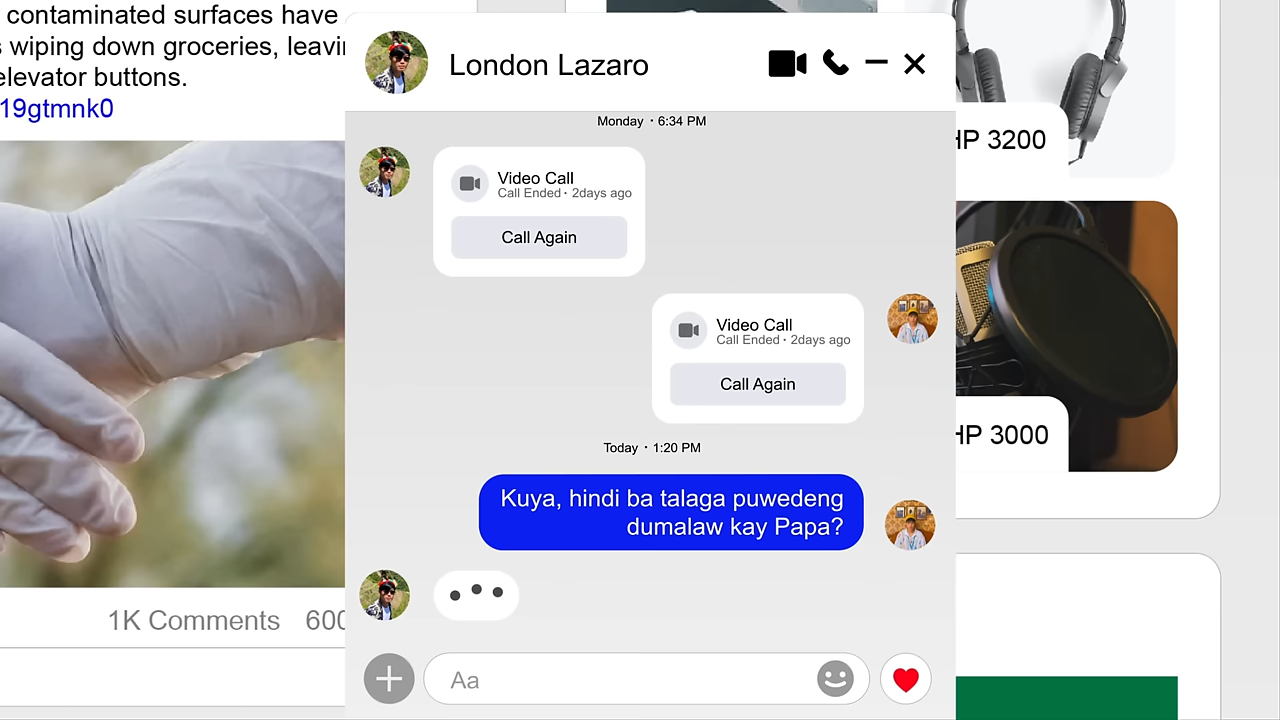 contaminated surfaces have
wiping down groceries,
elevator buttons.
19gtmnk0
1K Comments 600
London Lazaro
Monday · 6:34 PM
Video Call
Call Ended · 2days ago
Call Again
Video Call
Call Ended · 2days ago
Call Again
Today · 1:20 PM
Kuya, hindi ba talaga puwedeng
dumalaw kay Papa?
Aa
HP 3200
HP 3000